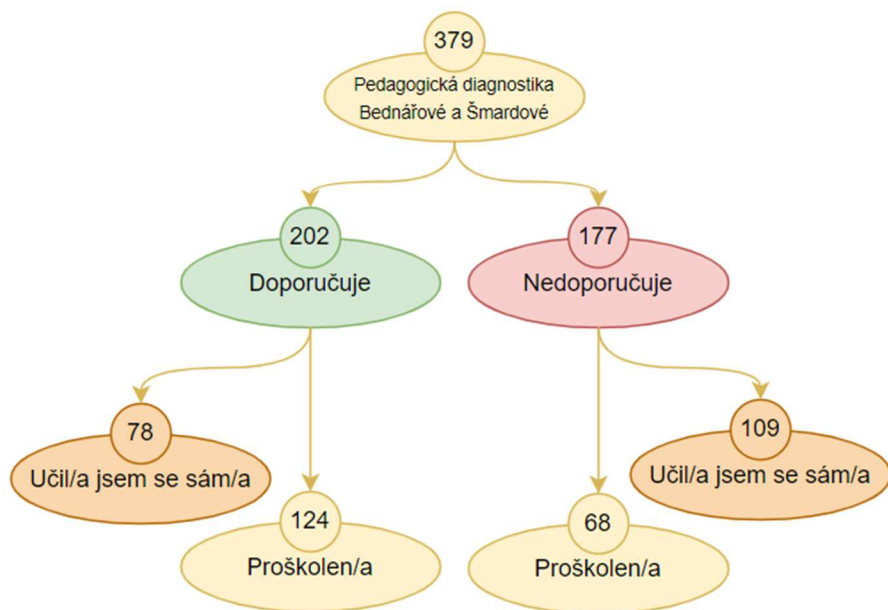 379
Pedagogická diagnostika
Bednářové a Šmardové
202
Doporučuje
177
Nedoporučuje
78
Učil/a jsem se sám/a
109
Učil/a jsem se sám/a
124
Proškolen/a
68
Proškolen/a